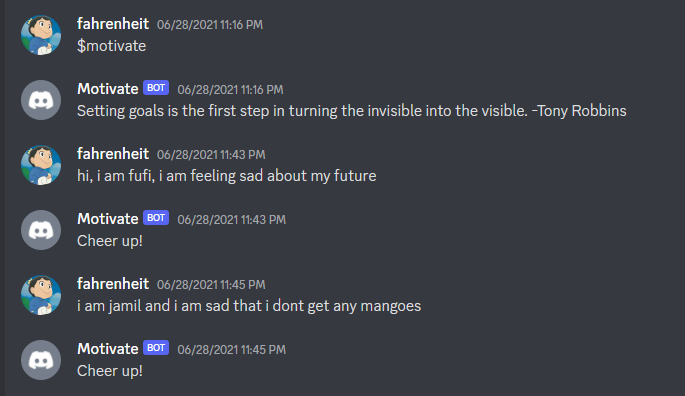 fahrenheit 06/28/2021 11:16 PM
$motivate
Motivate BOT 06/28/2021 11:16 PM
Setting goals is the first step in turning the invisible into the visible. -Tony Robbins
fahrenheit 06/28/2021 11:43 PM
hi, i am fufi, i am feeling sad about my future
Motivate BOT 06/28/2021 11:43 PM
Cheer up!
fahrenheit 06/28/2021 11:45 PM
i am jamil and i am sad that i dont get any mangoes
Motivate BOT 06/28/2021 11:45 PM
Cheer up!